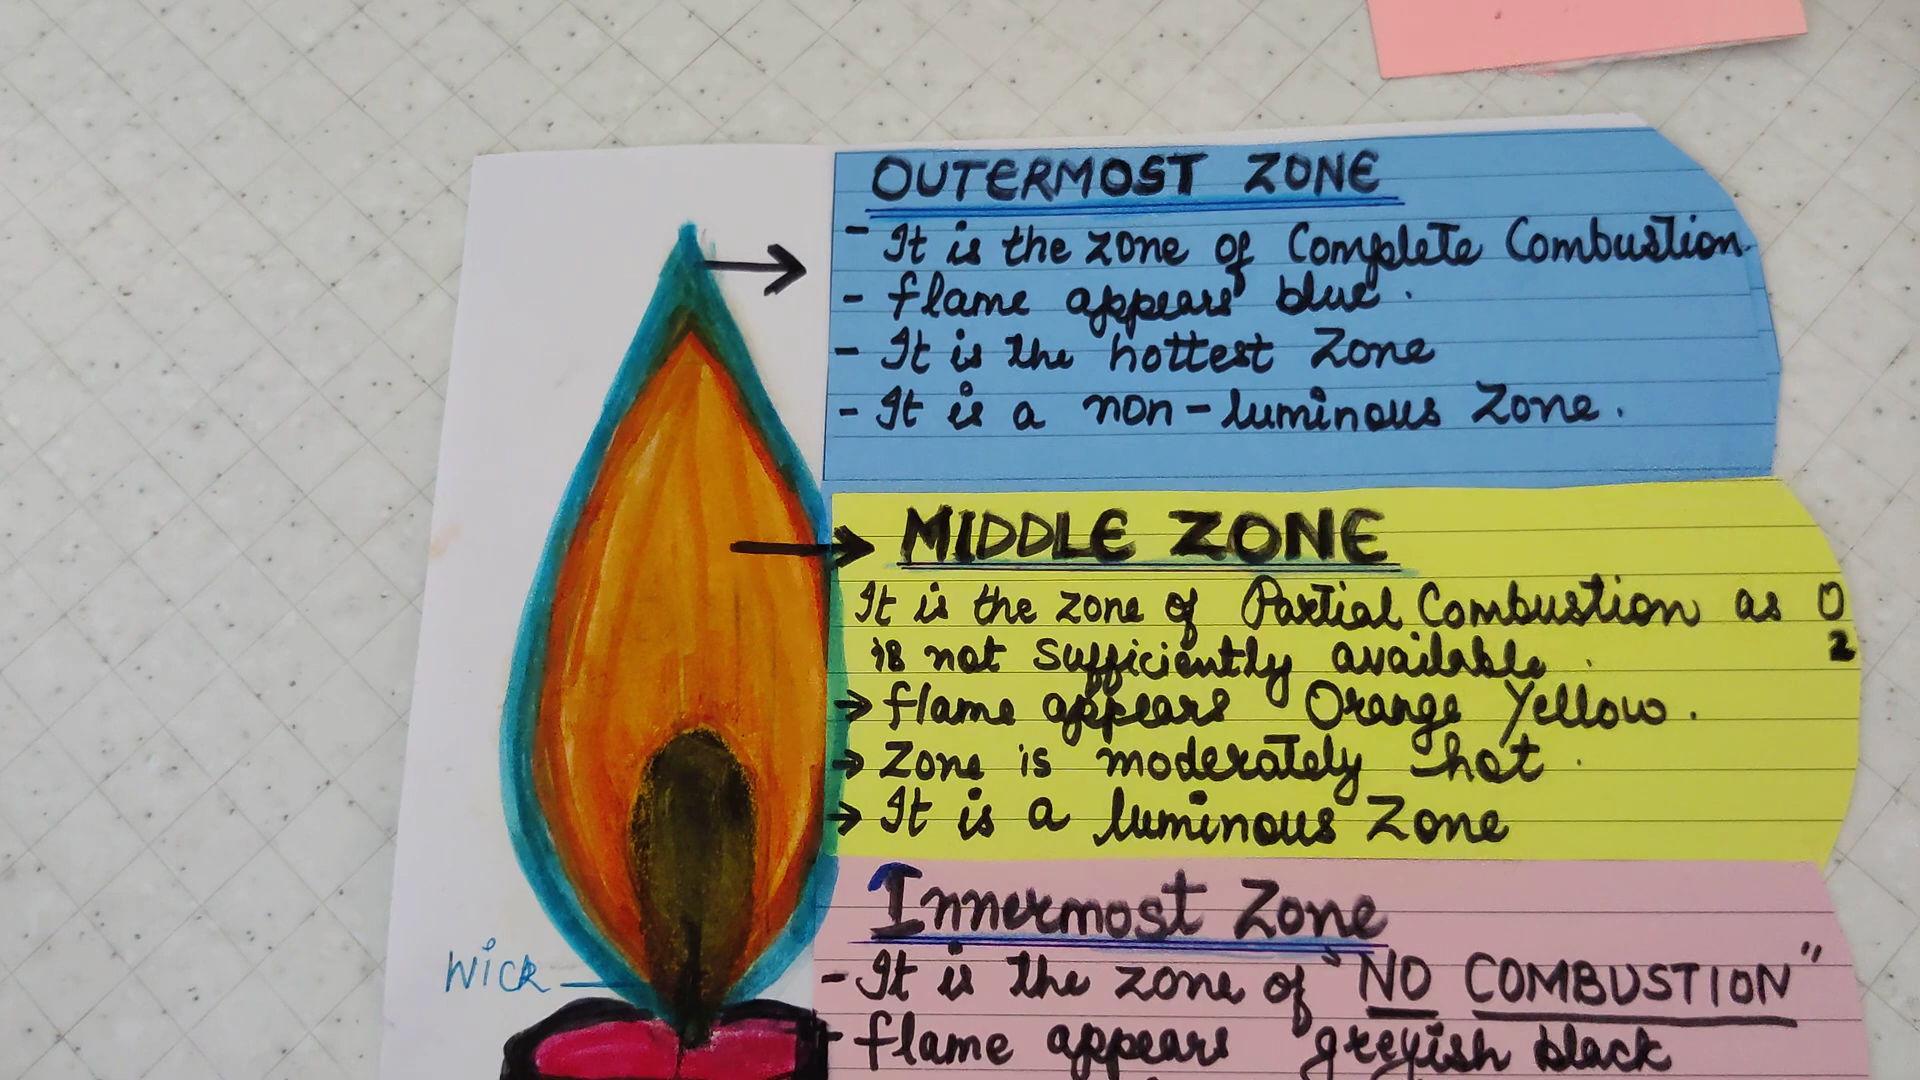 OUTERMOST ZONE
- It is the zone of Complete Combustion.
- flame appears blue.
- It is the hottest Zone
- It is a non-luminous Zone.
MIDDLE ZONE
It is the zone of Partial Combustion as O2
is not sufficiently available.
→ flame appears Orange Yellow.
→ Zone is moderately hot.
→ It is a luminous Zone
Innermost Zone
- It is the zone of "NO COMBUSTION"
- flame appears greyish black
Wick